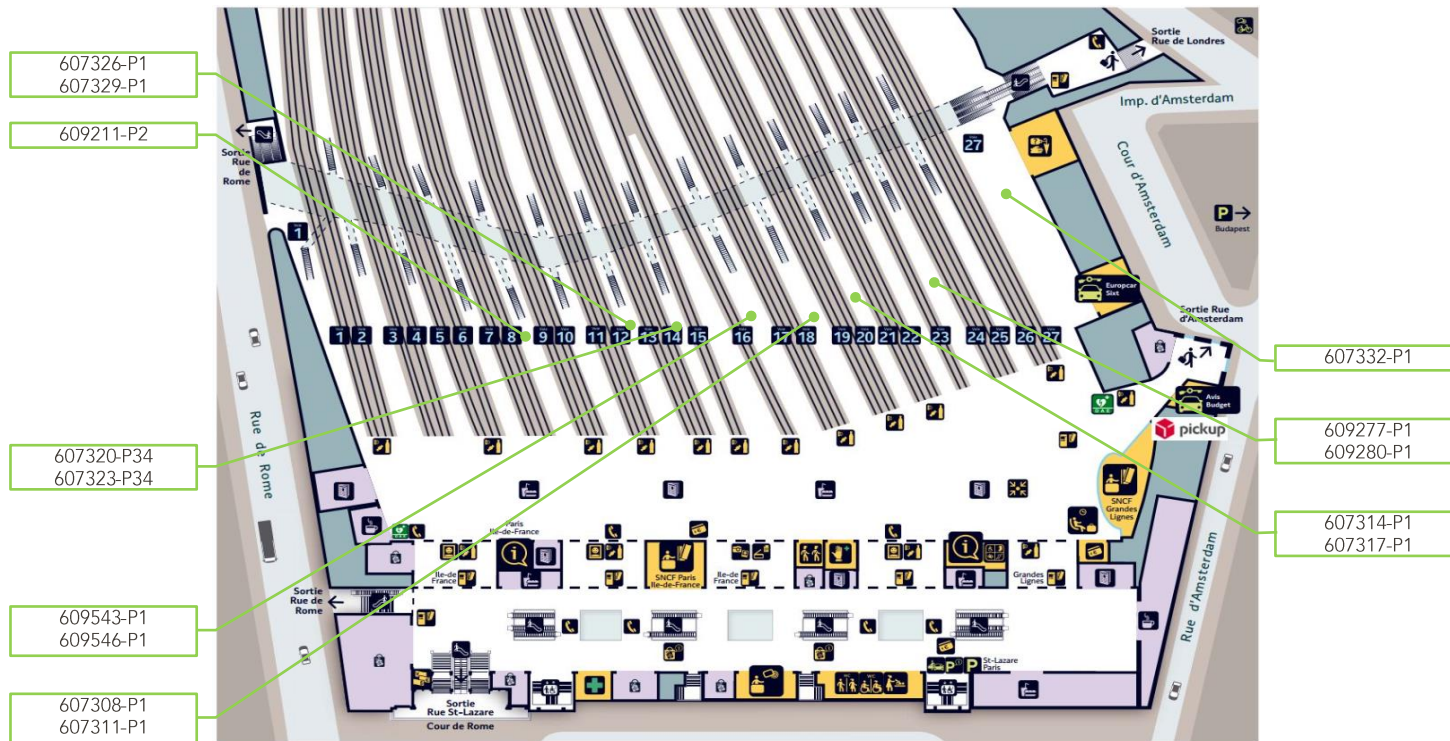 607326-P1
607329-P1
609211-P2
607320-P34
607323-P34
609543-P1
609546-P1
607308-P1
607311-P1
607332-P1
609277-P1
609280-P1
607314-P1
607317-P1
Sortie
Rue de Londres
Imp. d'Amsterdam
Cour d'Amsterdam
P
Budapest
Sortie
Rue
de
Rome
27
1
Europcar
Sixt
Sortie Rue
d'Amsterdam
1 2 3 4 5 6 7 8 9 10 11 12 13 14 15 16 17 18 19 20 21 22 23 24 25 26 27
Avis
Budget
pickup
Rue de Rome
SNCF
Grandes
Lignes
Paris
Ile-de-France
Ile-de
France
SNCF Paris
Ile-de-France
Ile-de
France
Grandes
Lignes
Rue d'Amsterdam
Sortie
Rue de
Rome
P P
St-Lazare
Paris
WC
Sortie
Rue St-Lazare
Cour de Rome